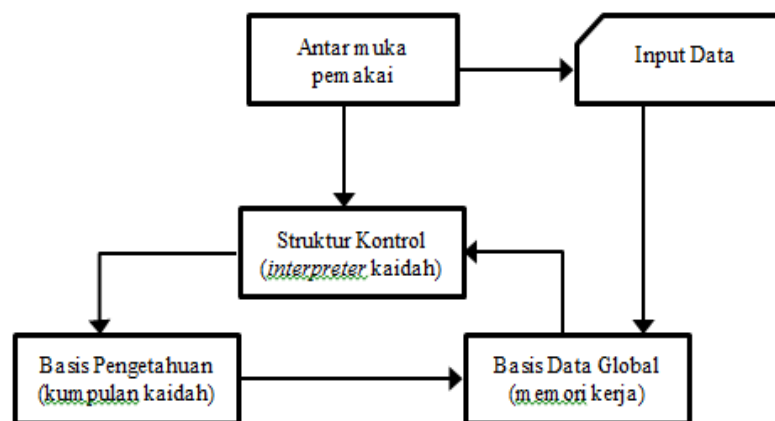 Antar muka
pemakai
Input Data
Struktur Kontrol
(interpreter kaidah)
Basis Pengetahuan
(kumpulan kaidah)
Basis Data Global
(memori kerja)